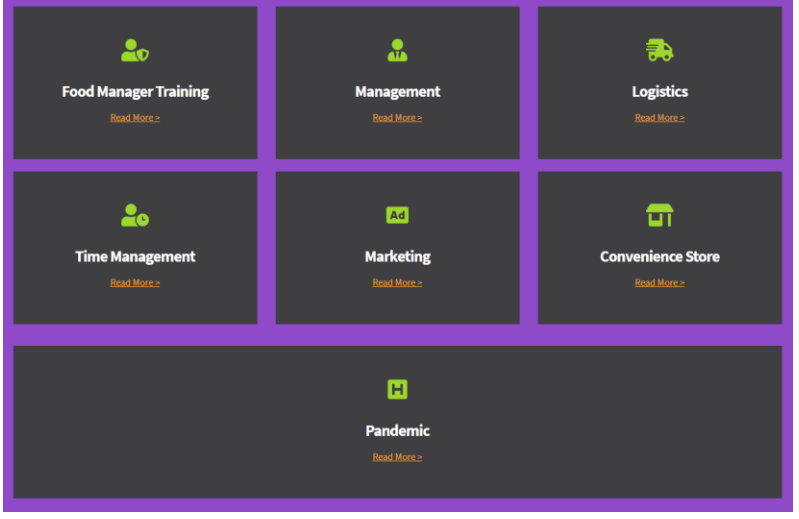 Food Manager Training
Read More >
Management
Read More >
Logistics
Read More >
Time Management
Read More >
Ad
Marketing
Read More >
Convenience Store
Read More >
H
Pandemic
Read More >